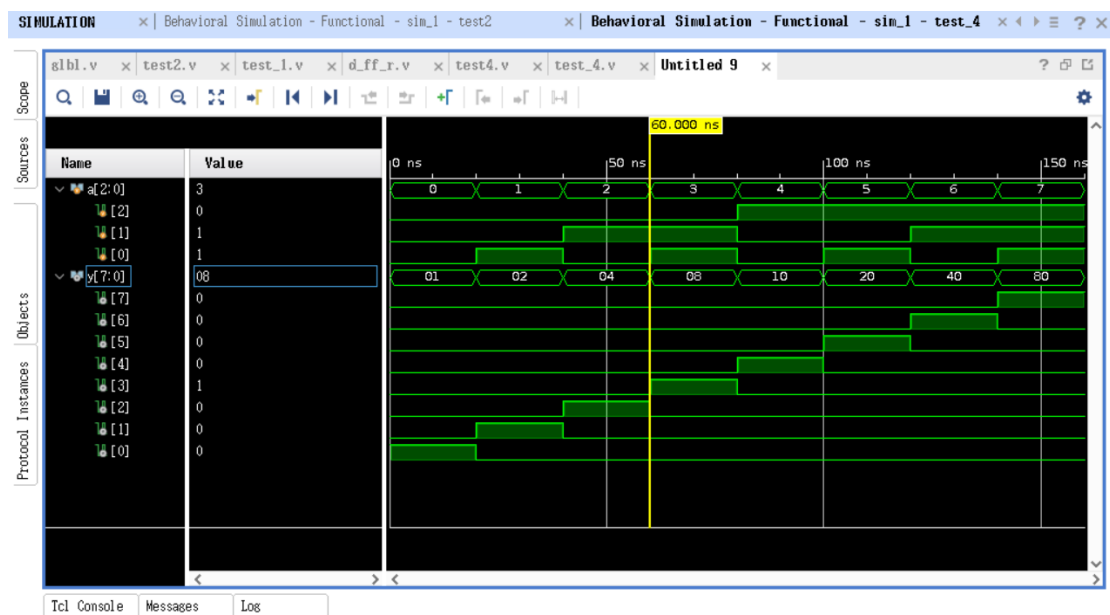 SIMULATION Behavioral Simulation - Functional - sim_1 - test2 Behavioral Simulation - Functional - sim_1 - test_4 ?
glbl.v test2.v test_1.v d_ff_r.v test4.v test_4.v Untitled 9 ?
Scope
Sources
Objects
Protocol Instances
60.000 ns
Name Value 0 ns 50 ns 100 ns 150 ns
a[2:0] 3 0 1 2 3 4 5 6 7
[2] 0
[1] 1
[0] 1
y[7:0] 08 01 02 04 08 10 20 40 80
[7] 0
[6] 0
[5] 0
[4] 0
[3] 1
[2] 0
[1] 0
[0] 0
Tcl Console Messages Log